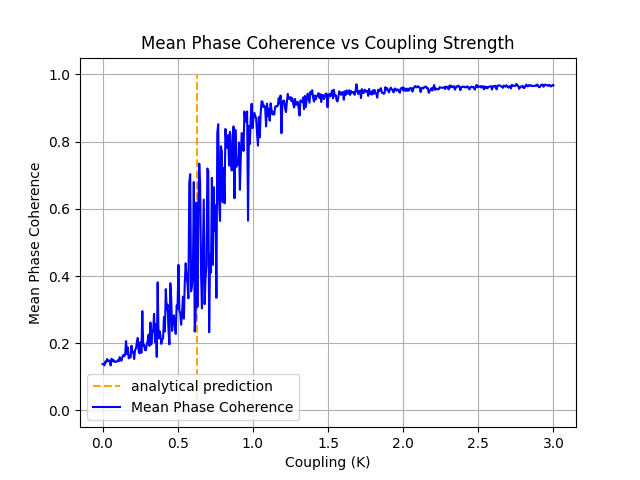 Mean Phase Coherence vs Coupling Strength
Mean Phase Coherence
1.0
0.8
0.6
0.4
0.2
0.0
analytical prediction
Mean Phase Coherence
0.0 0.5 1.0 1.5 2.0 2.5 3.0
Coupling (K)